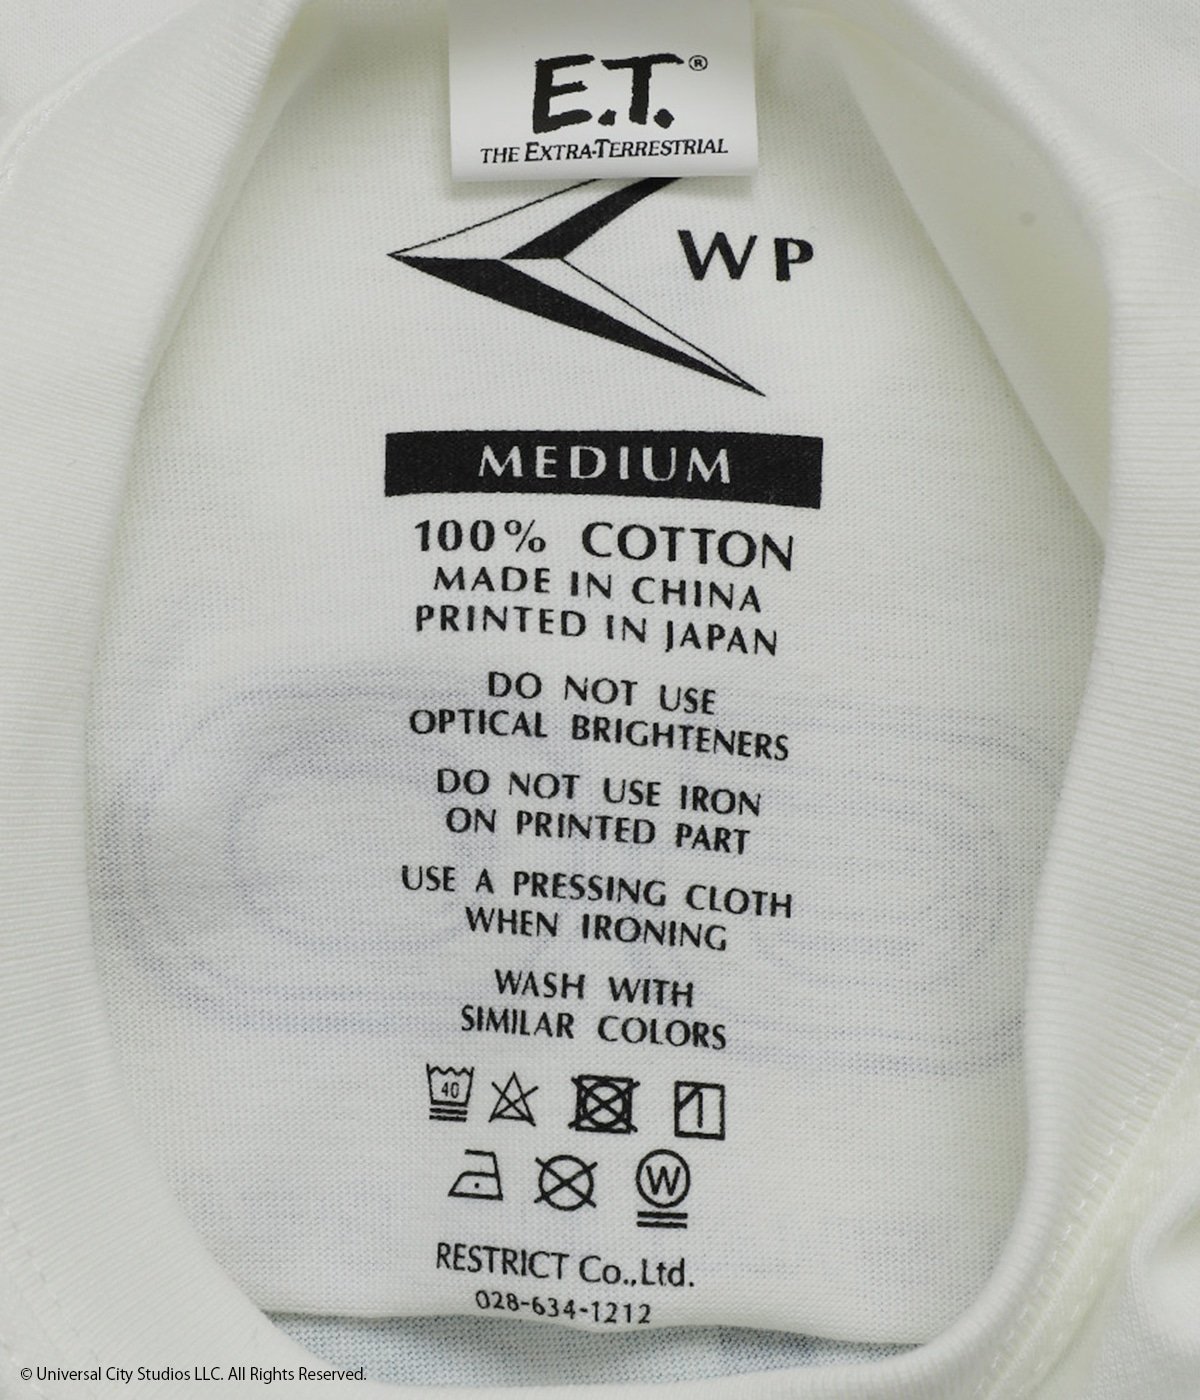 E.T.®
THE EXTRA-TERRESTRIAL
WP
MEDIUM
100% COTTON
MADE IN CHINA
PRINTED IN JAPAN
DO NOT USE
OPTICAL BRIGHTENERS
DO NOT USE IRON
ON PRINTED PART
USE A PRESSING CLOTH
WHEN IRONING
WASH WITH
SIMILAR COLORS
40
W
RESTRICT Co.,Ltd.
028-634-1212
© Universal City Studios LLC. All Rights Reserved.